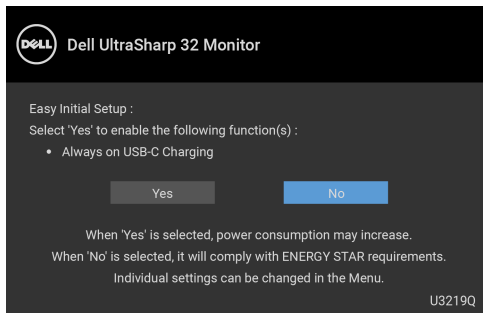 DELL
Dell UltraSharp 32 Monitor
Easy Initial Setup :
Select 'Yes' to enable the following function(s) :
• Always on USB-C Charging
Yes
No
When 'Yes' is selected, power consumption may increase.
When 'No' is selected, it will comply with ENERGY STAR requirements.
Individual settings can be changed in the Menu.
U3219Q